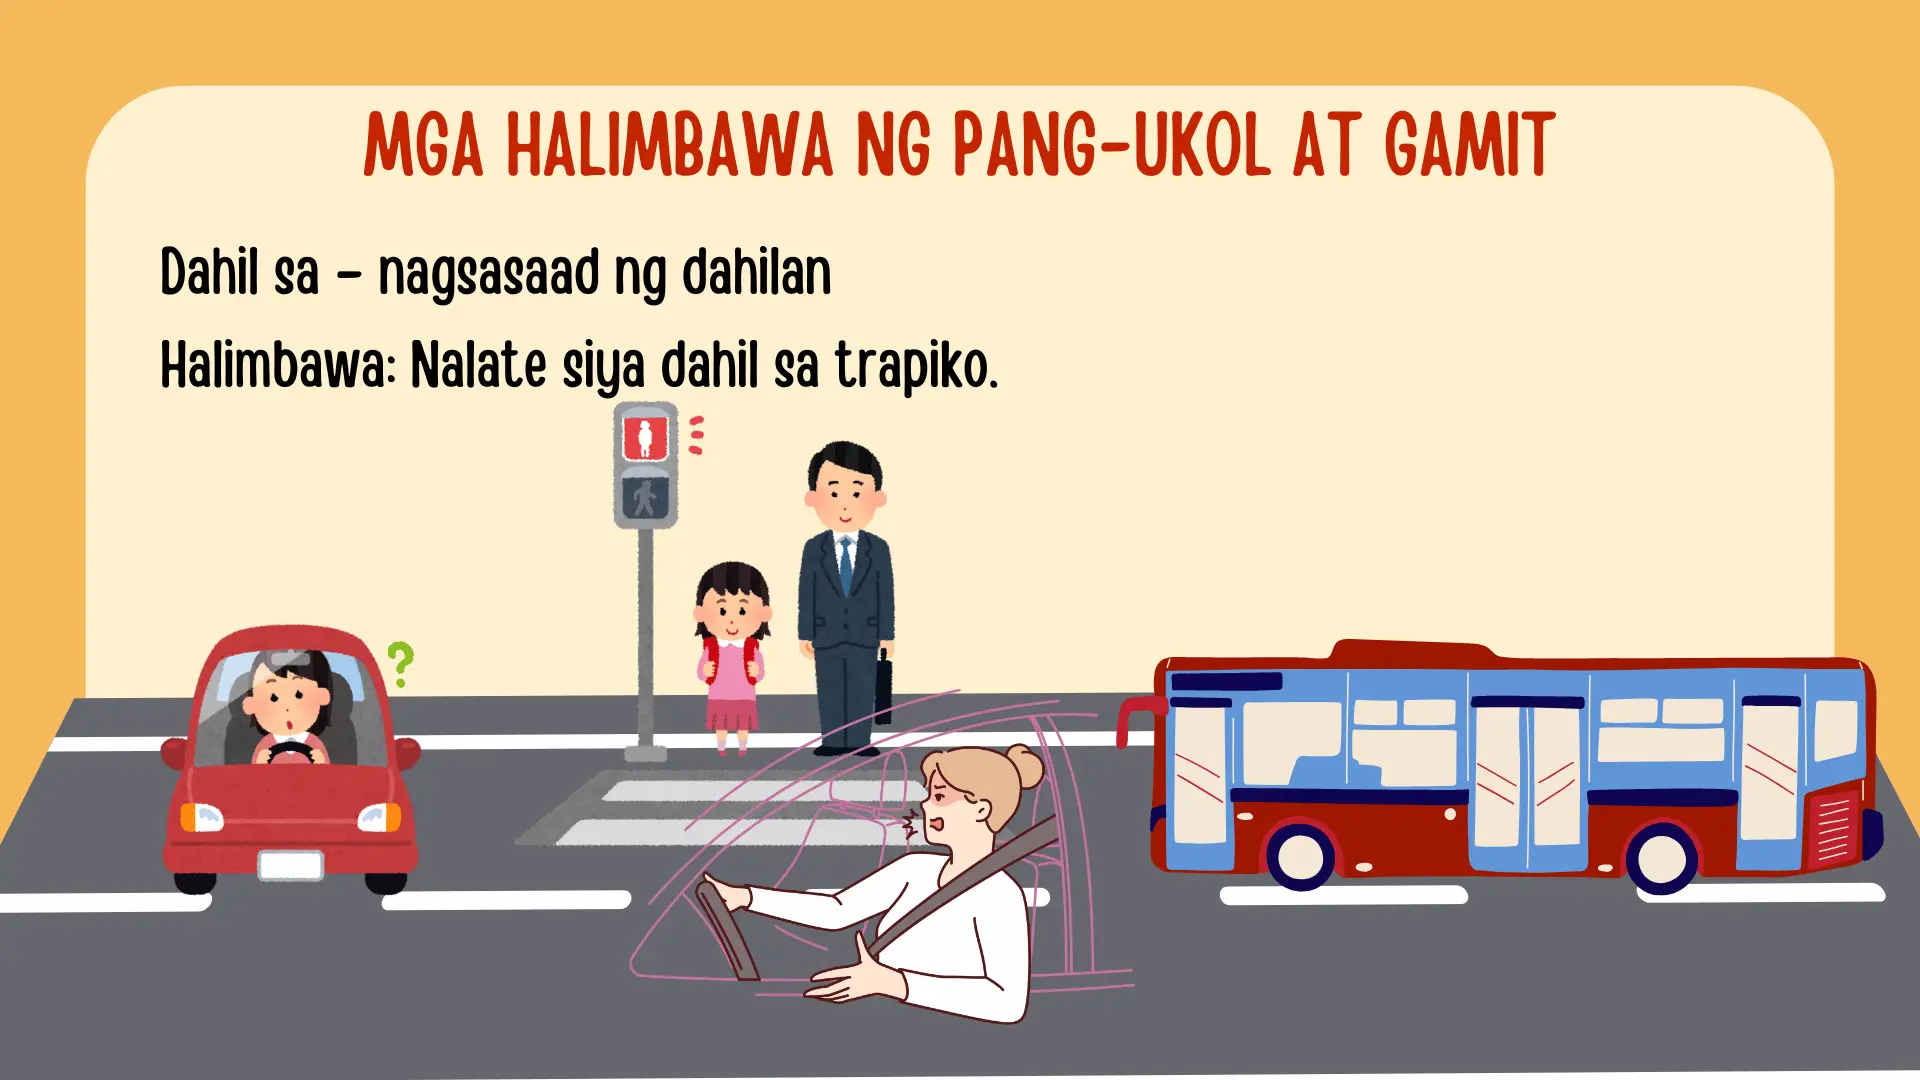 MGA HALIMBAWA NG PANG-UKOL AT GAMIT
Dahil sa – nagsasaad ng dahilan
Halimbawa: Nalate siya dahil sa trapiko.
?